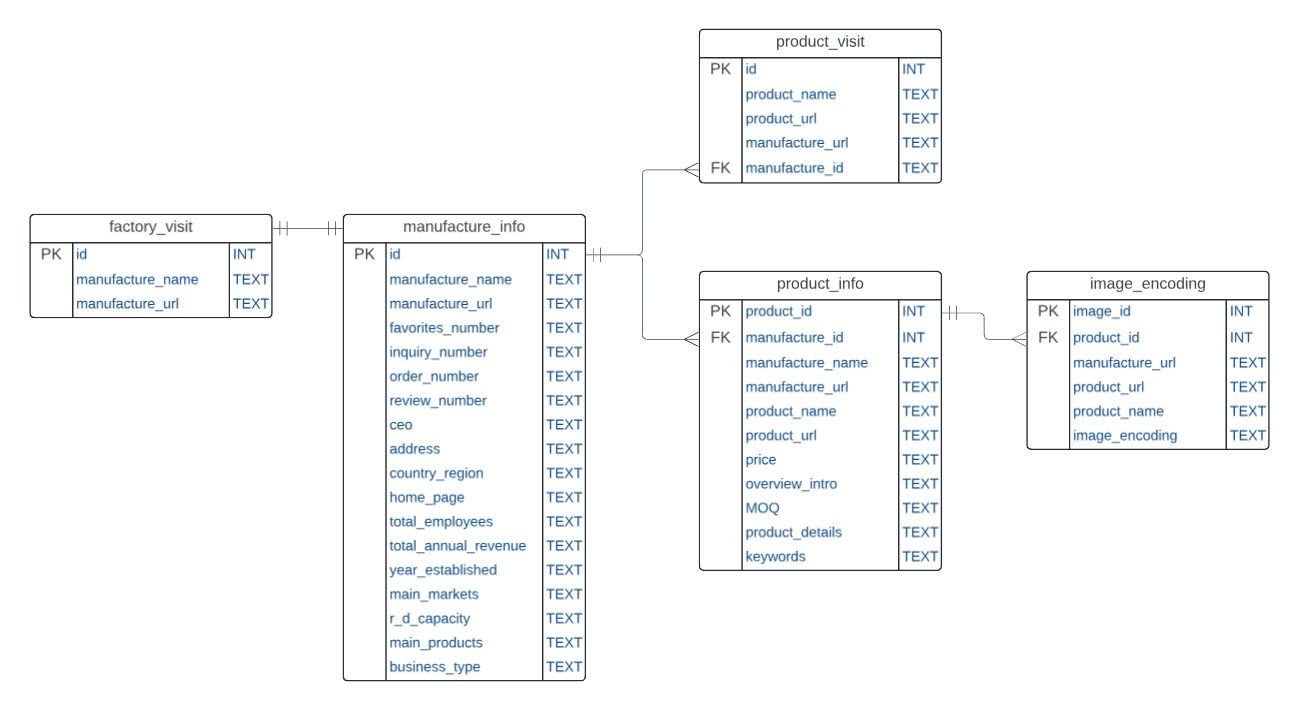 product_visit
PK id INT
product_name TEXT
product_url TEXT
manufacture_url TEXT
FK manufacture_id TEXT
factory_visit
PK id INT
manufacture_name TEXT
manufacture_url TEXT
manufacture_info
PK id INT
manufacture_name TEXT
manufacture_url TEXT
favorites_number TEXT
inquiry_number TEXT
order_number TEXT
review_number TEXT
ceo TEXT
address TEXT
country_region TEXT
home_page TEXT
total_employees TEXT
total_annual_revenue TEXT
year_established TEXT
main_markets TEXT
r_d_capacity TEXT
main_products TEXT
business_type TEXT
product_info
PK product_id INT
FK manufacture_id INT
manufacture_name TEXT
manufacture_url TEXT
product_name TEXT
product_url TEXT
price TEXT
overview_intro TEXT
MOQ TEXT
product_details TEXT
keywords TEXT
image_encoding
PK image_id INT
FK product_id INT
manufacture_url TEXT
product_url TEXT
product_name TEXT
image_encoding TEXT